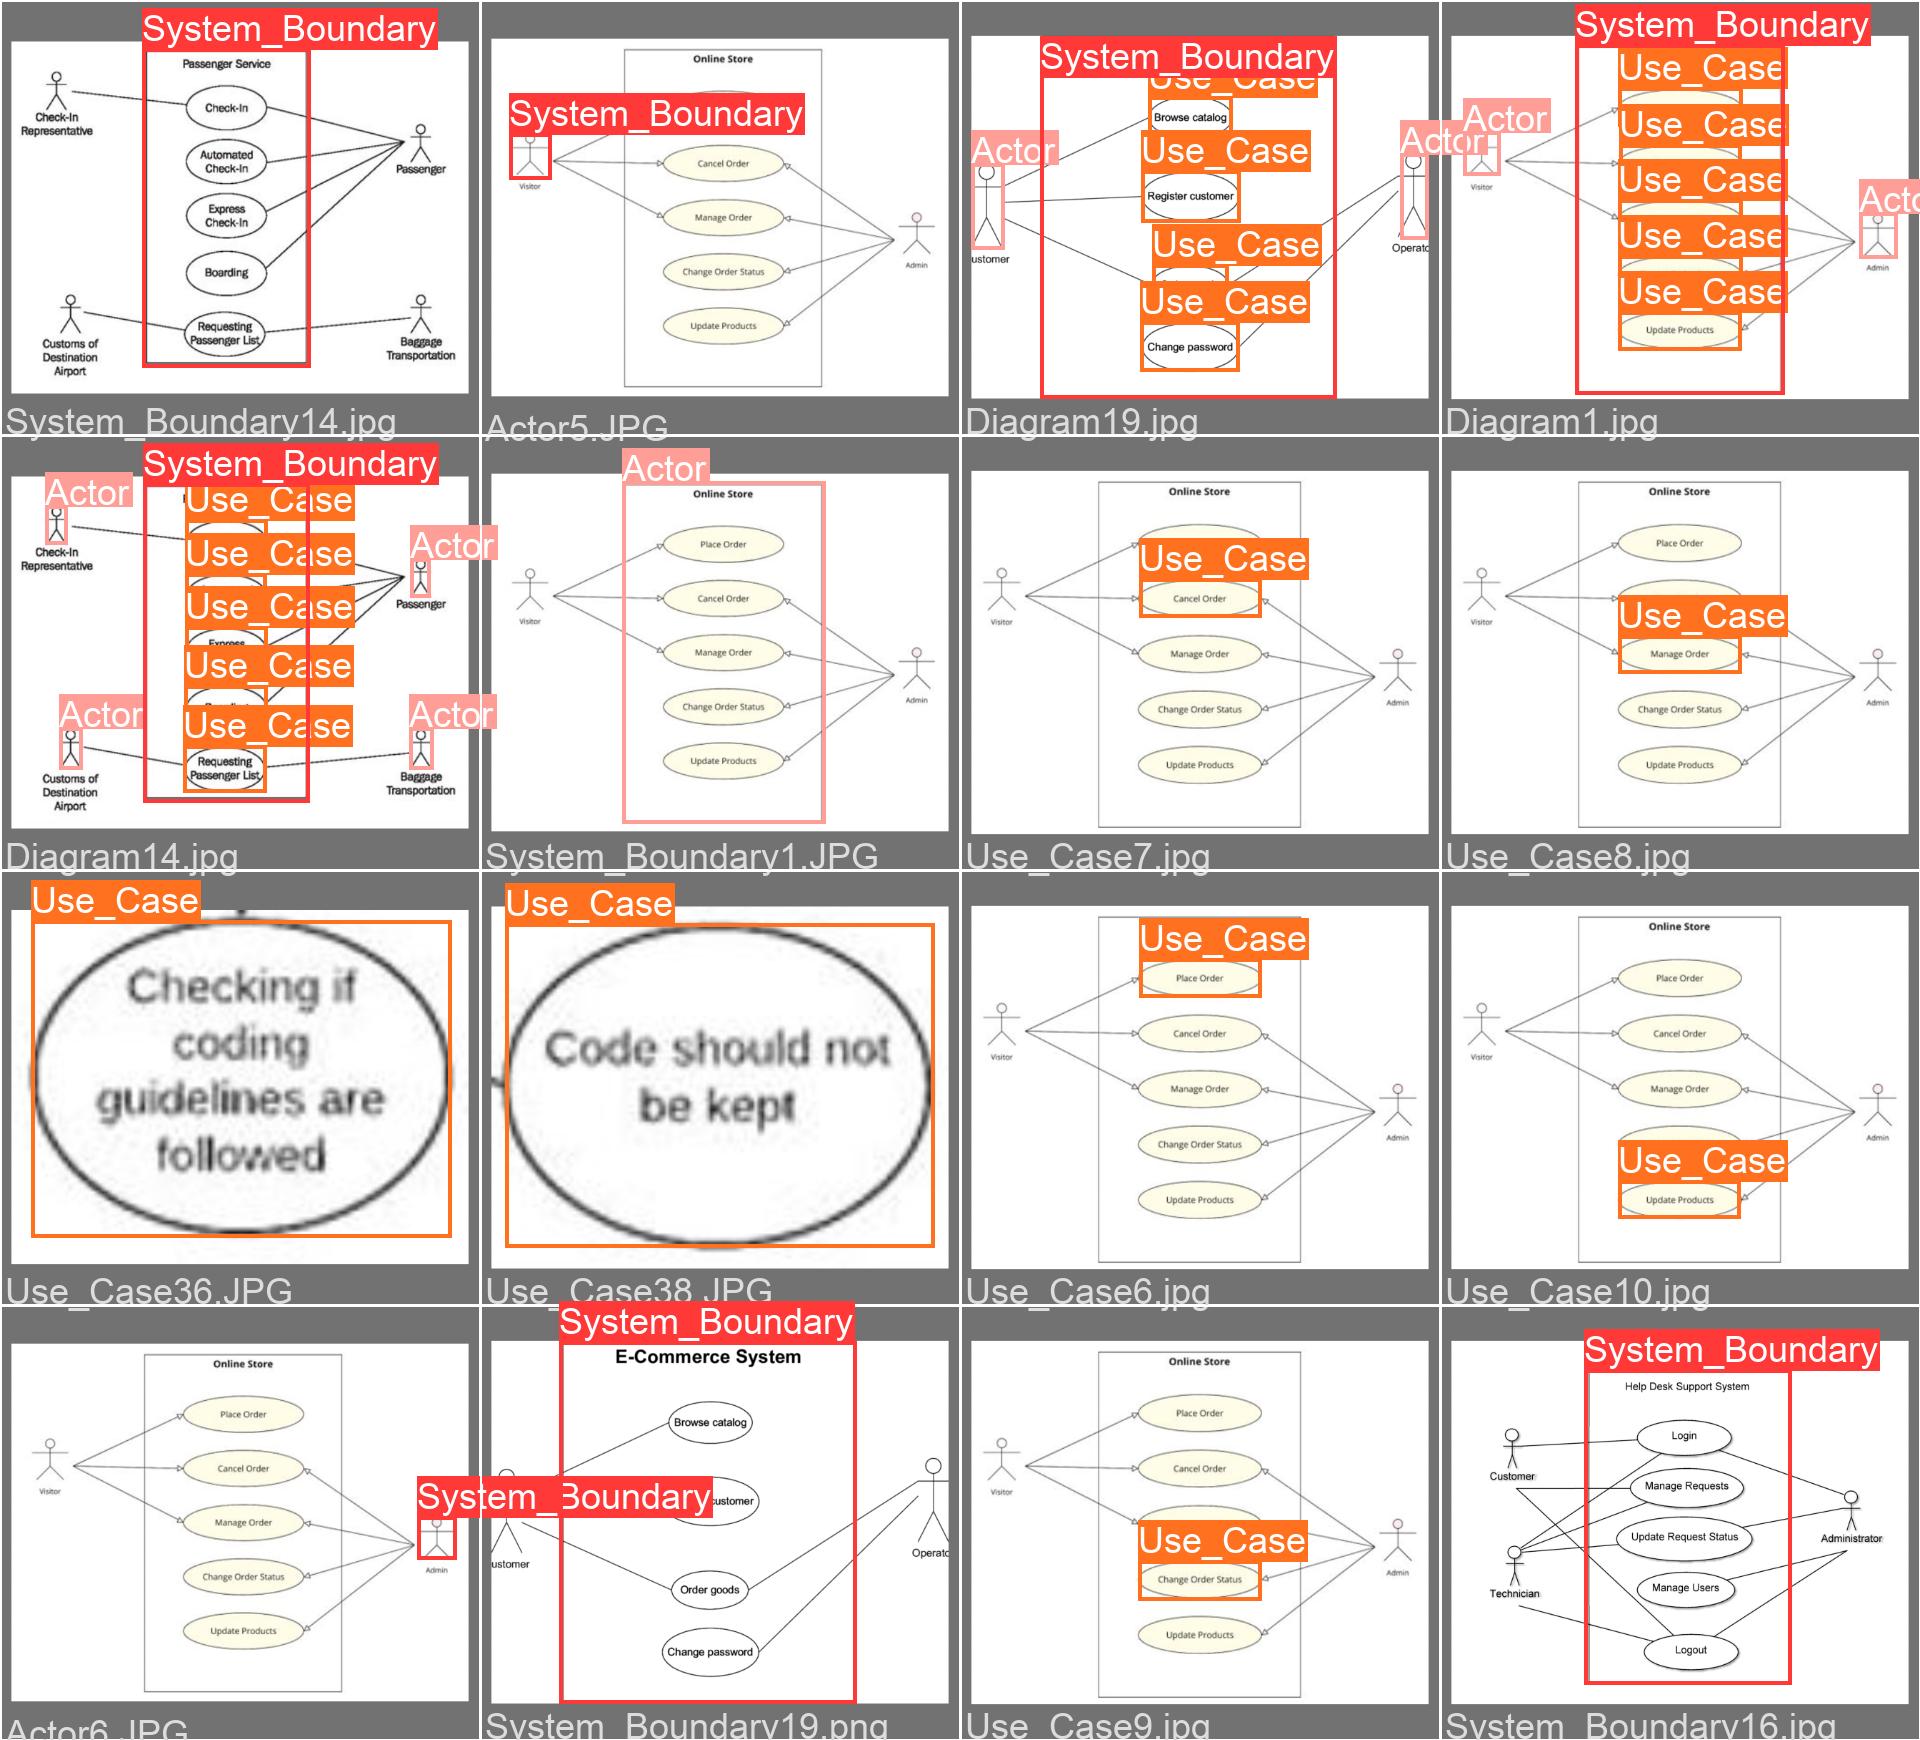 System_Boundary
Passenger Service
Check-In
Representative
Check-In
Automated
Check-In
Express
Check-In
Boarding
Requesting
Passenger List
Passenger
Customs of
Destination
Airport
Baggage
Transportation
System_Boundary14.jpg
Online Store
System_Boundary
Visitor
Cancel Order
Manage Order
Change Order Status
Update Products
Admin
Actor5.JPG
System_Boundary
Use_Case
Browse catalog
Actor
Use_Case
Register customer
Use_Case
Use_Case
Change password
ustomer
Actor
Operato
Diagram19.jpg
System_Boundary
Use_Case
Actor
Use_Case
Visitor
Use_Case
Use_Case
Use_Case
Update Products
Acto
Admin
Diagram1.jpg
System_Boundary
Actor
Use_Case
Check-In
Representative
Use_Case
Actor
Passenger
Use_Case
Express
Use_Case
Actor
Use_Case
Actor
Requesting
Passenger List
Customs of
Destination
Airport
Baggage
Transportation
Diagram14.jpg
Actor
Online Store
Place Order
Cancel Order
Visitor
Manage Order
Change Order Status
Admin
Update Products
System_Boundary1.JPG
Online Store
Use_Case
Cancel Order
Visitor
Manage Order
Change Order Status
Admin
Update Products
Use_Case7.jpg
Online Store
Place Order
Use_Case
Visitor
Manage Order
Change Order Status
Admin
Update Products
Use_Case8.jpg
Use_Case
Checking if
coding
guidelines are
followed
Use_Case36.JPG
Use_Case
Code should not
be kept
Use_Case38.JPG
Use_Case
Place Order
Cancel Order
Visitor
Manage Order
Change Order Status
Admin
Update Products
Use_Case6.jpg
Online Store
Place Order
Cancel Order
Visitor
Manage Order
Admin
Use_Case
Update Products
Use_Case10.jpg
Online Store
Place Order
Cancel Order
Visitor
Manage Order
Change Order Status
Update Products
System_Boundary
Admin
Actor6.JPG
System_Boundary
E-Commerce System
Browse catalog
customer
ustomer
Order goods
Change password
Operato
System_Boundary19.png
Online Store
Place Order
Cancel Order
Visitor
Use_Case
Change Order Status
Admin
Update Products
Use_Case9.jpg
System_Boundary
Help Desk Support System
Login
Customer
Manage Requests
Update Request Status
Administrator
Technician
Manage Users
Logout
System_Boundary16.jpg